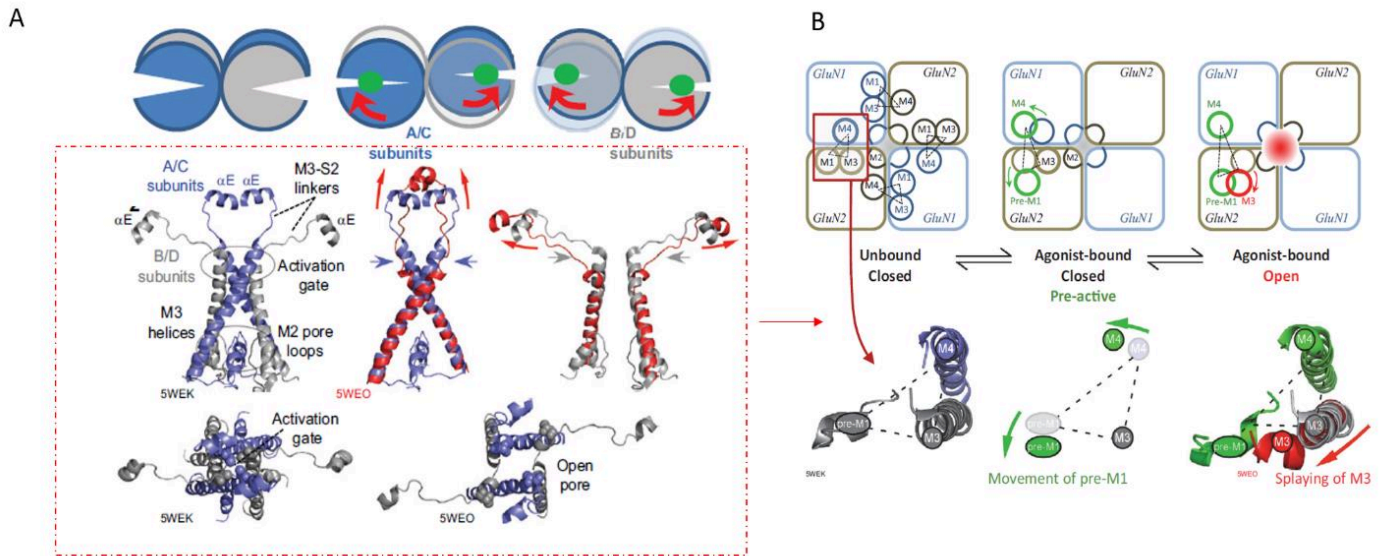 A
A/C
subunits
B/D
subunits
A/C
subunits
αE
αE
M3-S2
linkers
αE
αE
B/D
subunits
Activation
gate
M3
helices
M2 pore
loops
5WEK
5WEO
Activation
gate
5WEK
Open
pore
5WEO
B
GluN1
GluN2
M1
M3
M4
M4
M1
M3
M2
M1
M3
M4
M4
M1
M3
GluN2
GluN1
GluN1
GluN2
M4
M3
M2
Pre-M1
GluN2
GluN1
GluN1
GluN2
M4
Pre-M1
M3
GluN2
GluN1
Unbound
Closed
Agonist-bound
Closed
Pre-active
Agonist-bound
Open
M4
pre-M1
M3
5WEK
M4
M4
pre-M1
M3
Movement of pre-M1
M4
M3
pre-M1
M3
5WEO
Splaying of M3